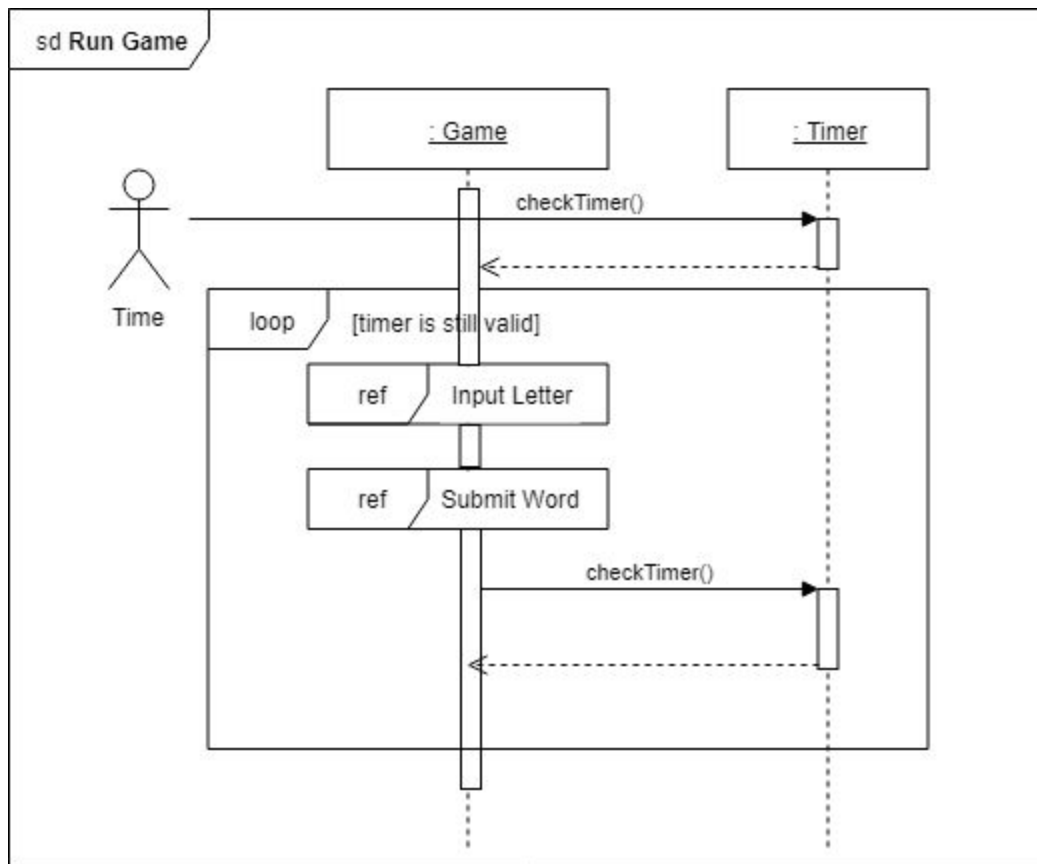 sd Run Game
: Game
: Timer
checkTimer()
Time
loop
[timer is still valid]
ref
Input Letter
ref
Submit Word
checkTimer()